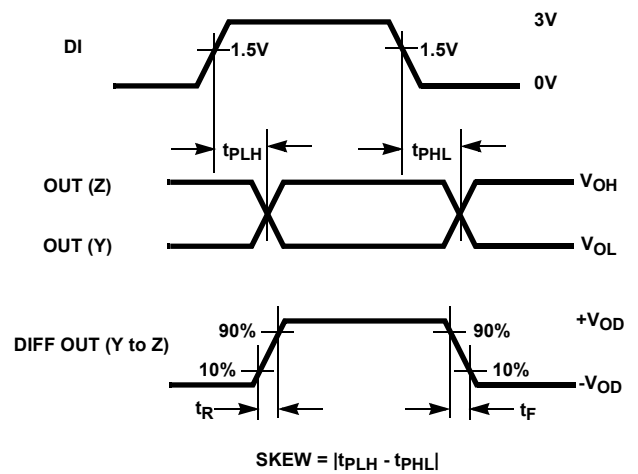 3V
DI
1.5V
1.5V
0V
tPLH
tPHL
OUT (Z)
VOH
OUT (Y)
VOL
+VOD
90%
90%
DIFF OUT (Y to Z)
10%
10%
-VOD
tR
tF
SKEW = |tPLH - tPHL|